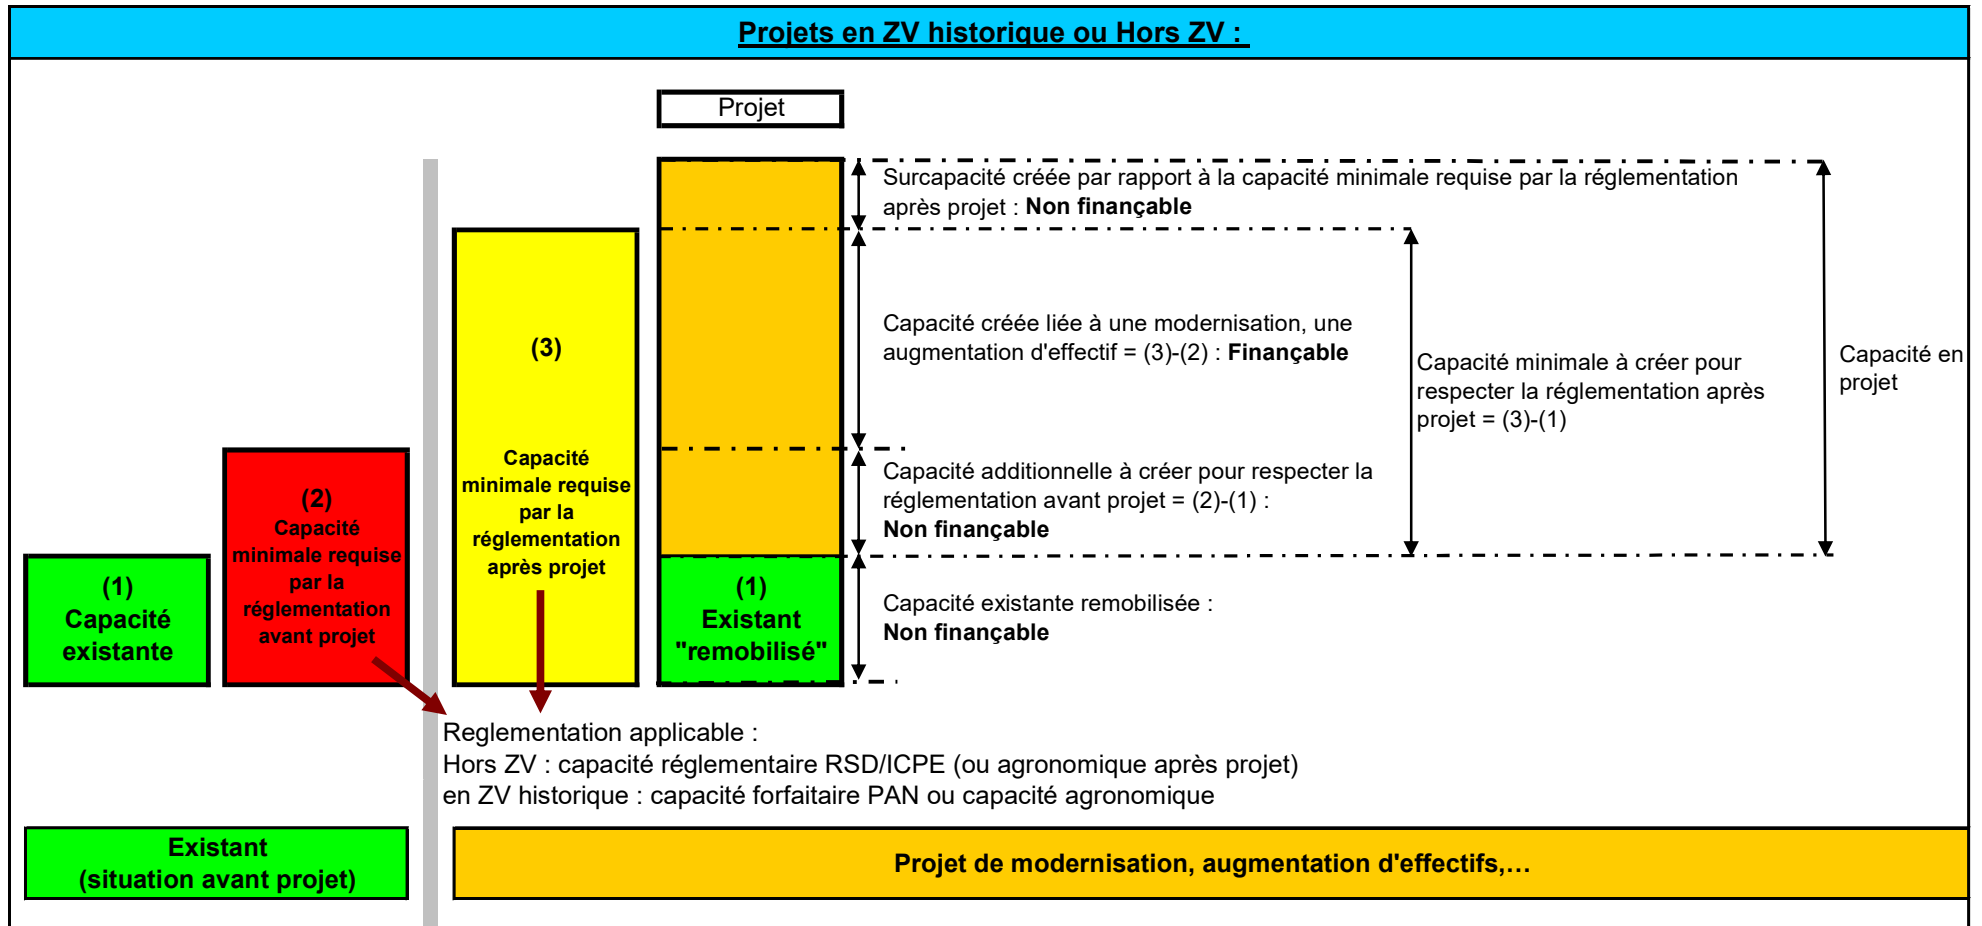 Projets en ZV historique ou Hors ZV :
Projet
Surcapacité créée par rapport à la capacité minimale requise par la réglementation
après projet : Non finançable
(3)
Capacité créée liée à une modernisation, une
augmentation d'effectif = (3)-(2) : Finançable
Capacité minimale à créer pour
respecter la réglementation après
projet = (3)-(1)
Capacité en
projet
Capacité
minimale requise
par la
réglementation
après projet
Capacité additionnelle à créer pour respecter la
réglementation avant projet = (2)-(1) :
Non finançable
(2)
Capacité
minimale requise
par la
réglementation
avant projet
(1)
Capacité
existante
(1)
Existant
"remobilisé"
Capacité existante remobilisée :
Non finançable
Reglementation applicable :
Hors ZV : capacité réglementaire RSD/ICPE (ou agronomique après projet)
en ZV historique : capacité forfaitaire PAN ou capacité agronomique
Existant
(situation avant projet)
Projet de modernisation, augmentation d'effectifs,...